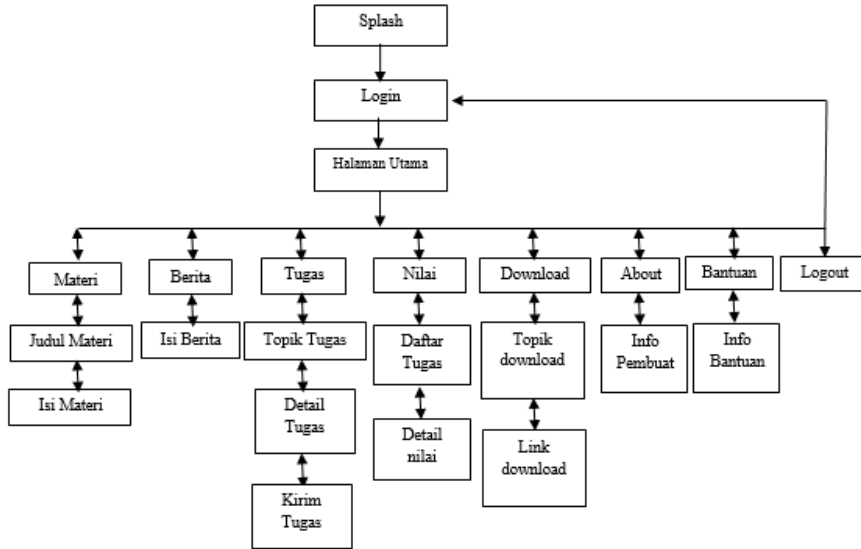 Splash
Login
Halaman Utama
Materi
Berita
Tugas
Nilai
Download
About
Bantuan
Logout
Judul Materi
Isi Berita
Topik Tugas
Daftar
Tugas
Topik
download
Info
Pembuat
Info
Bantuan
Isi Materi
Detail
Tugas
Detail
nilai
Link
download
Kirim
Tugas